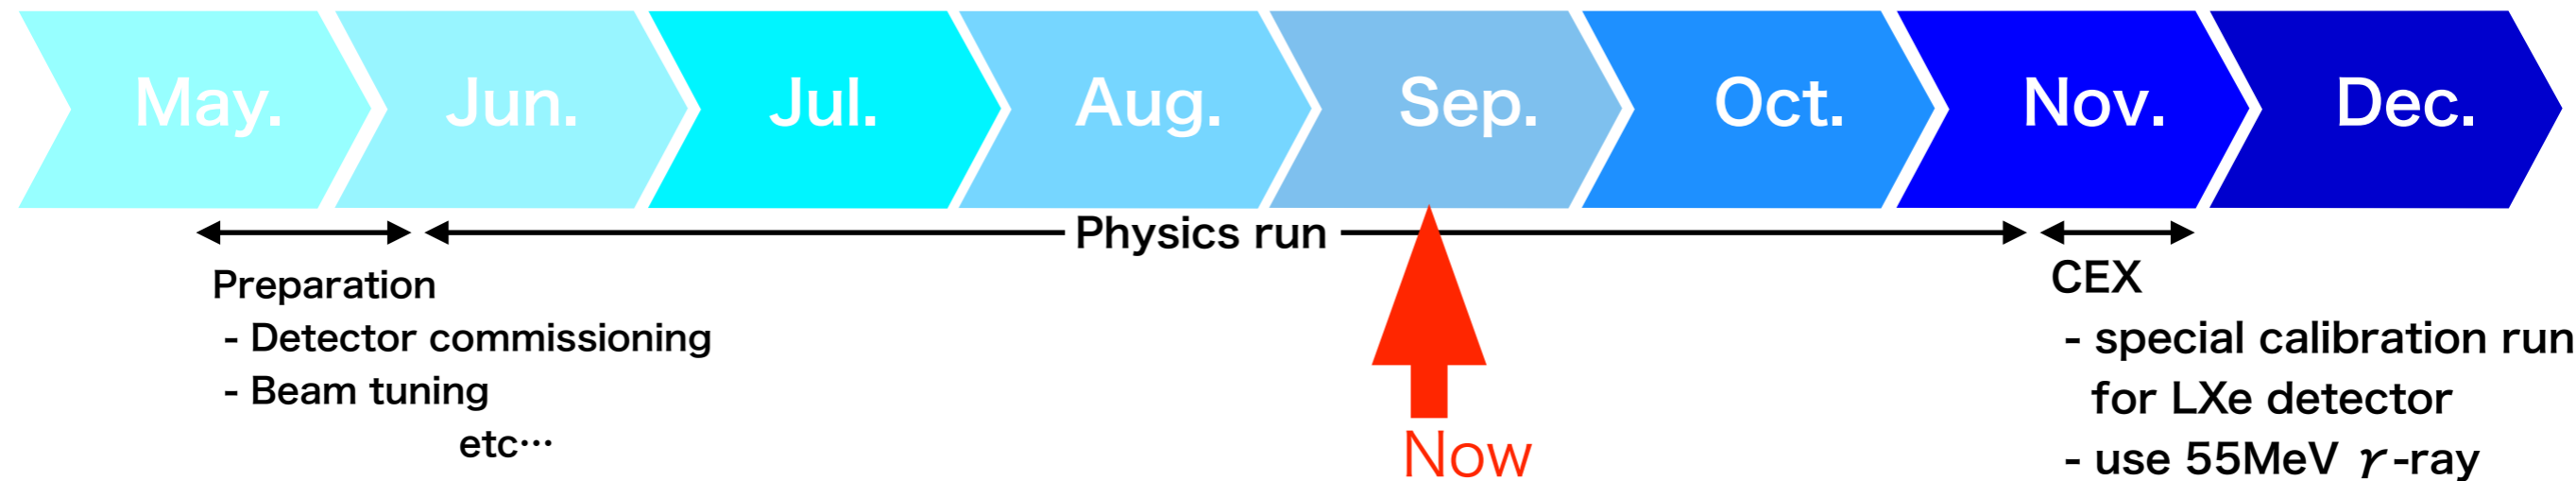 May.
Jun.
Jul.
Aug.
Sep.
Oct.
Nov.
Dec.
Physics run
Preparation
- Detector commissioning
- Beam tuning
etc…
Now
CEX
- special calibration run
for LXe detector
- use 55MeV γ-ray